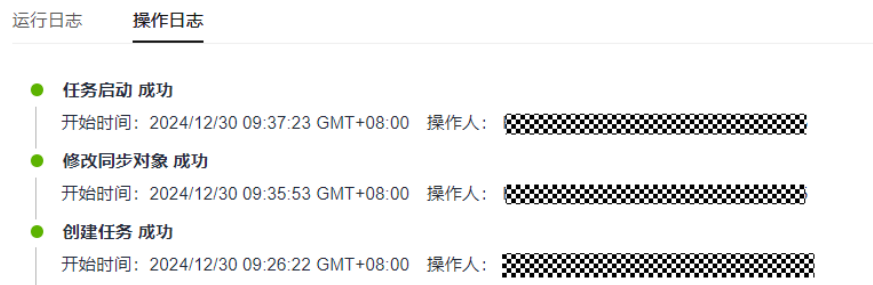 运行日志 操作日志
任务启动 成功
开始时间：2024/12/30 09:37:23 GMT+08:00 操作人：
修改同步对象 成功
开始时间：2024/12/30 09:35:53 GMT+08:00 操作人：
创建任务 成功
开始时间：2024/12/30 09:26:22 GMT+08:00 操作人：